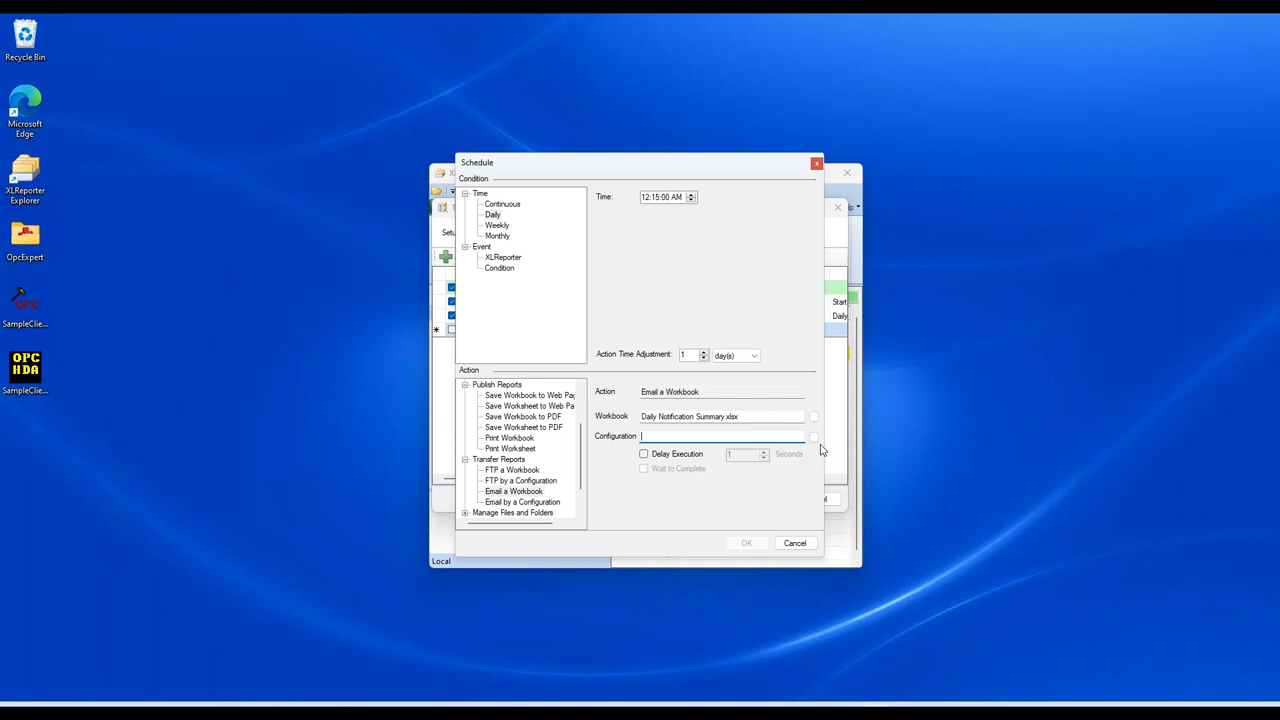 Recycle Bin
Microsoft
Edge
XLReporter
Explorer
OpcExpert
OPC
SampleClie...
OPC
HDA
SampleClie...
Schedule
Condition
Time
Continuous
Daily
Weekly
Monthly
Event
XLReporter
Condition
Time:
12:15:00 AM
Action Time Adjustment:
1
day(s)
Action
Publish Reports
Save Workbook to Web Pa
Save Worksheet to Web Pa
Save Workbook to PDF
Save Worksheet to PDF
Print Workbook
Print Worksheet
Transfer Reports
FTP a Workbook
FTP by a Configuration
Email a Workbook
Email by a Configuration
Manage Files and Folders
Action
Email a Workbook
Workbook
Daily Notification Summary.xlsx
Configuration
Delay Execution
1
Seconds
Wait to Complete
OK
Cancel
Start
Daily
Local